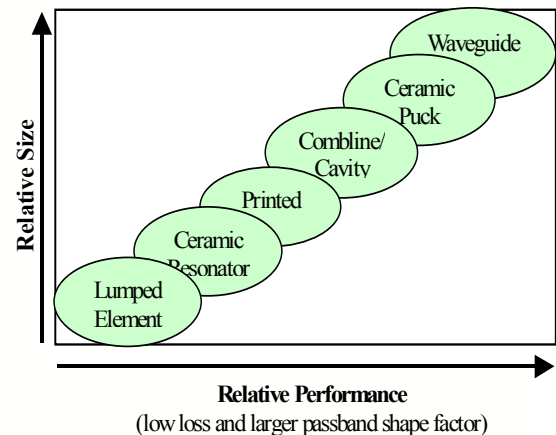 Relative Size
Waveguide
Ceramic
Puck
Combline/
Cavity
Printed
Ceramic
Resonator
Lumped
Element
Relative Performance
(low loss and larger passband shape factor)